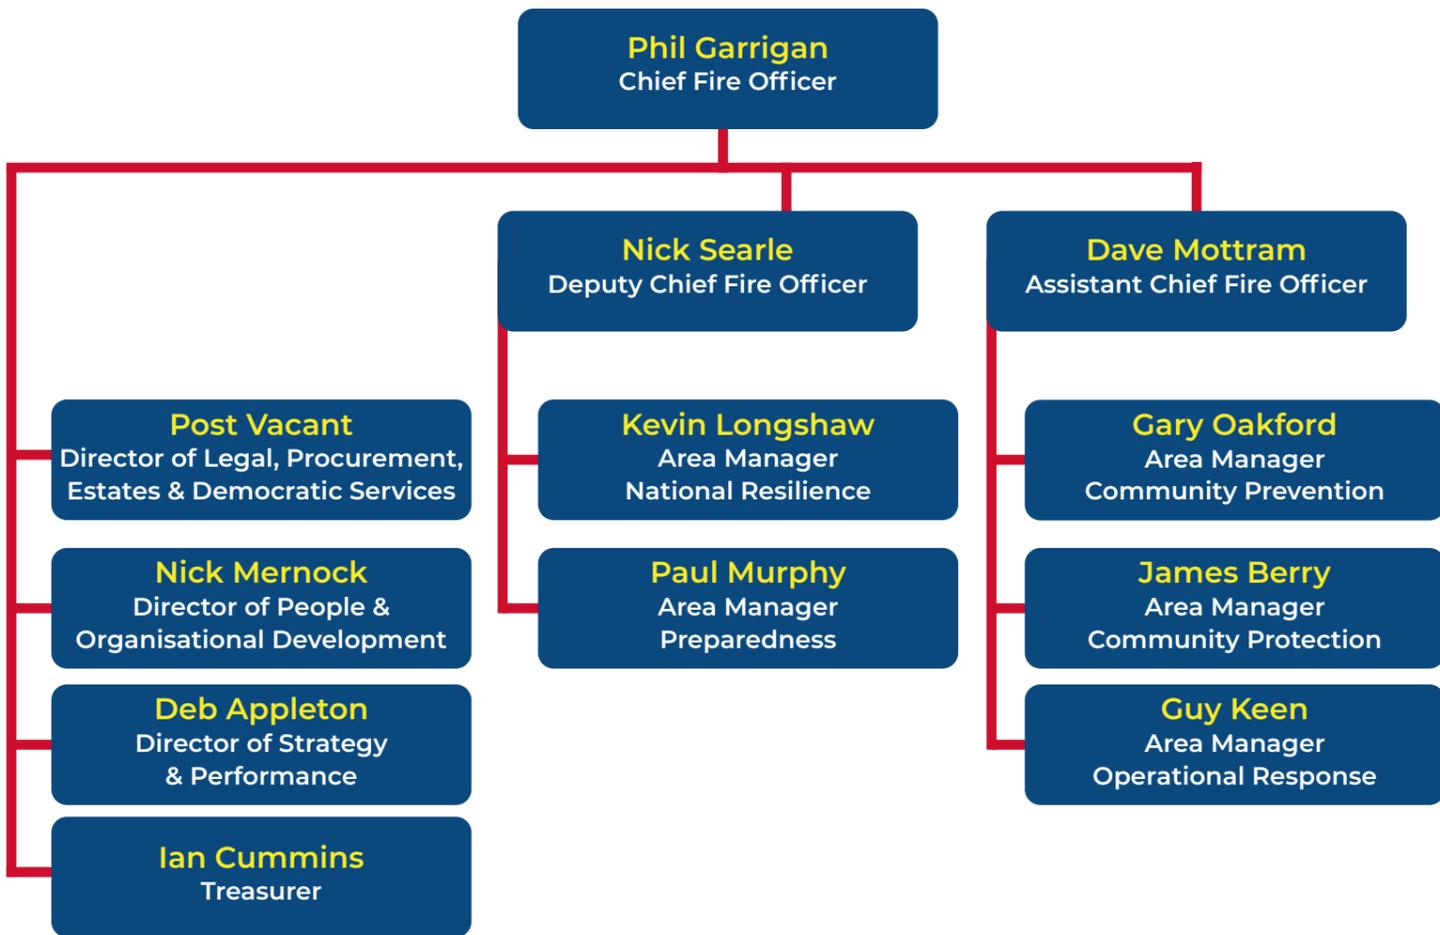 Phil Garrigan
Chief Fire Officer
Nick Searle
Deputy Chief Fire Officer
Dave Mottram
Assistant Chief Fire Officer
Post Vacant
Director of Legal, Procurement,
Estates & Democratic Services
Nick Mernock
Director of People &
Organisational Development
Deb Appleton
Director of Strategy
& Performance
Ian Cummins
Treasurer
Kevin Longshaw
Area Manager
National Resilience
Paul Murphy
Area Manager
Preparedness
Gary Oakford
Area Manager
Community Prevention
James Berry
Area Manager
Community Protection
Guy Keen
Area Manager
Operational Response